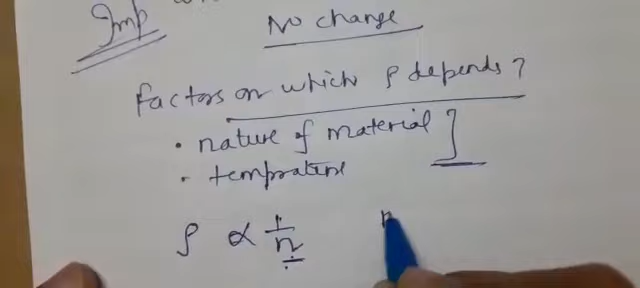 Imp
No change
factors on which ρ depends?
• nature of material
• temprature
ρ ∝ 1/n